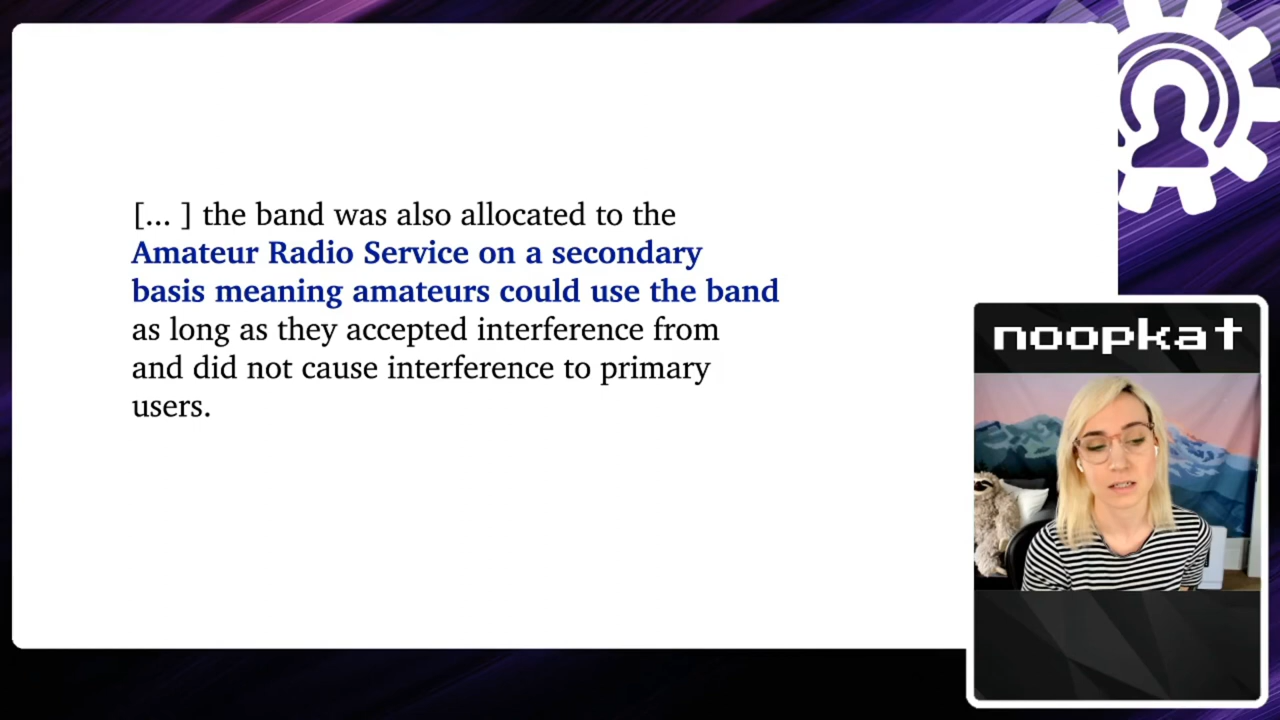 [... ] the band was also allocated to the
Amateur Radio Service on a secondary
basis meaning amateurs could use the band
as long as they accepted interference from
and did not cause interference to primary
users.
noopkat